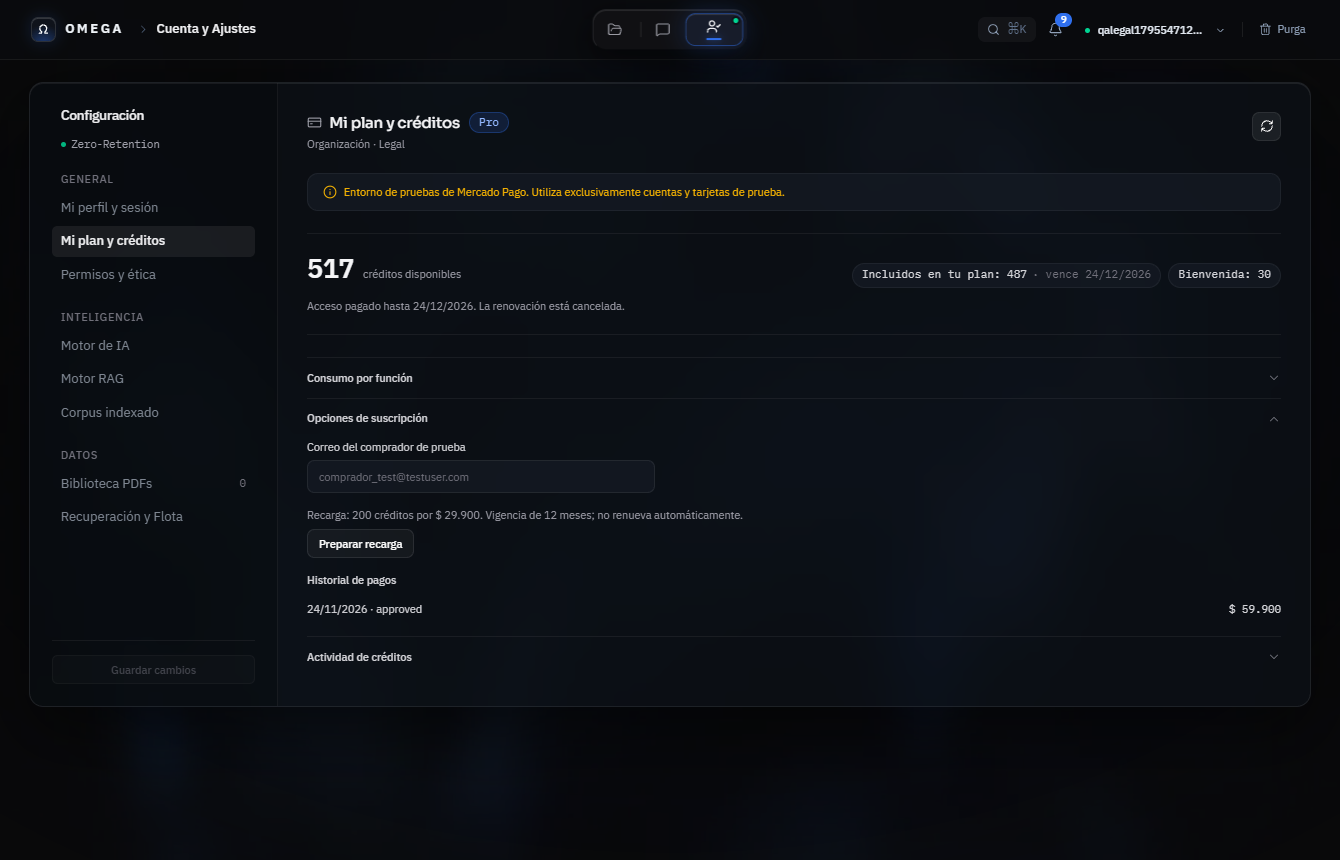 Ω OMEGA
Cuenta y Ajustes
⌘K
9
qalegal179554712...
Purga
Configuración
Zero-Retention
GENERAL
Mi perfil y sesión
Mi plan y créditos
Permisos y ética
INTELIGENCIA
Motor de IA
Motor RAG
Corpus indexado
DATOS
Biblioteca PDFs 0
Recuperación y Flota
Guardar cambios
Mi plan y créditos Pro
Organización · Legal
Entorno de pruebas de Mercado Pago. Utiliza exclusivamente cuentas y tarjetas de prueba.
517 créditos disponibles
Incluidos en tu plan: 487 · vence 24/12/2026
Bienvenida: 30
Acceso pagado hasta 24/12/2026. La renovación está cancelada.
Consumo por función
Opciones de suscripción
Correo del comprador de prueba
comprador_test@testuser.com
Recarga: 200 créditos por $ 29.900. Vigencia de 12 meses; no renueva automáticamente.
Preparar recarga
Historial de pagos
24/11/2026 · approved $ 59.900
Actividad de créditos